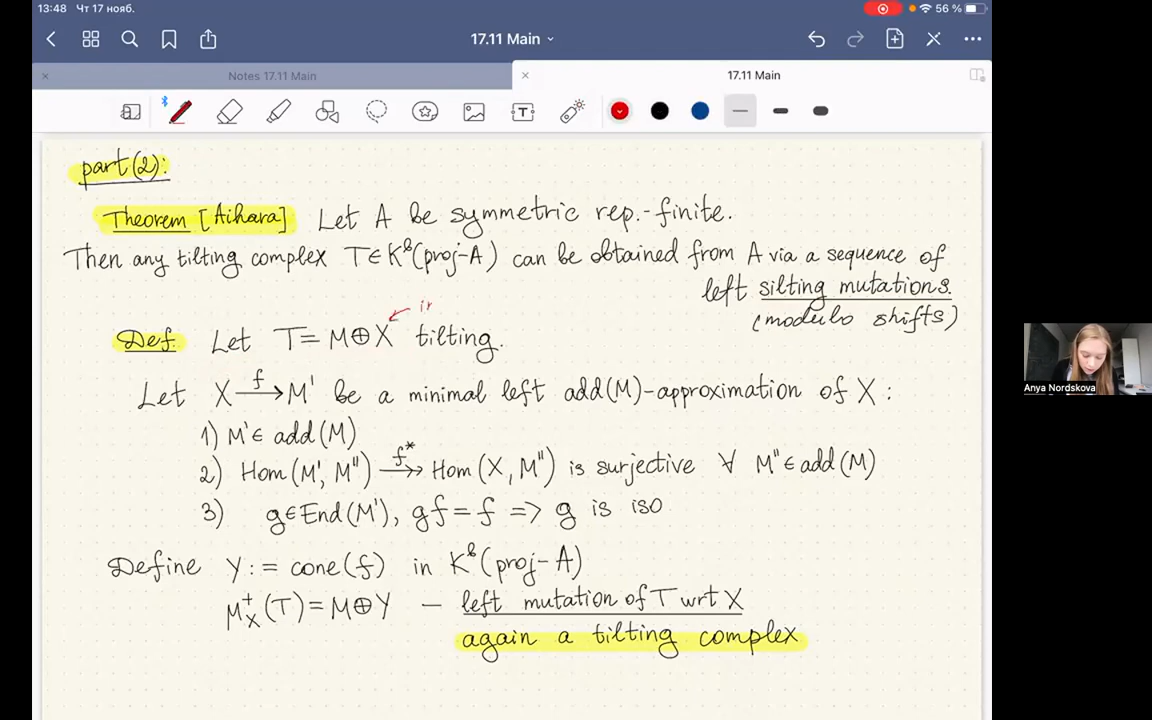 13:48 Чт 17 нояб.
56 %
17.11 Main
Notes 17.11 Main
17.11 Main
part(2):
Theorem [Aihara] Let A be symmetric rep.-finite.
Then any tilting complex T∈Kᵇ(proj-A) can be obtained from A via a sequence of
left silting mutations.
(modulo shifts)
ir
Def. Let T = M⊕X tilting.
Let X →f M' be a minimal left add(M)-approximation of X:
1) M'∈ add(M)
2) Hom(M', M'') →f* Hom(X, M'') is surjective ∀ M''∈add(M)
3) g∈End(M'), gf = f => g is iso
Define Y := cone(f) in Kᵇ(proj-A)
μ⁺_X(T) = M⊕Y – left mutation of T wrt X
again a tilting complex
Anya Nordskova